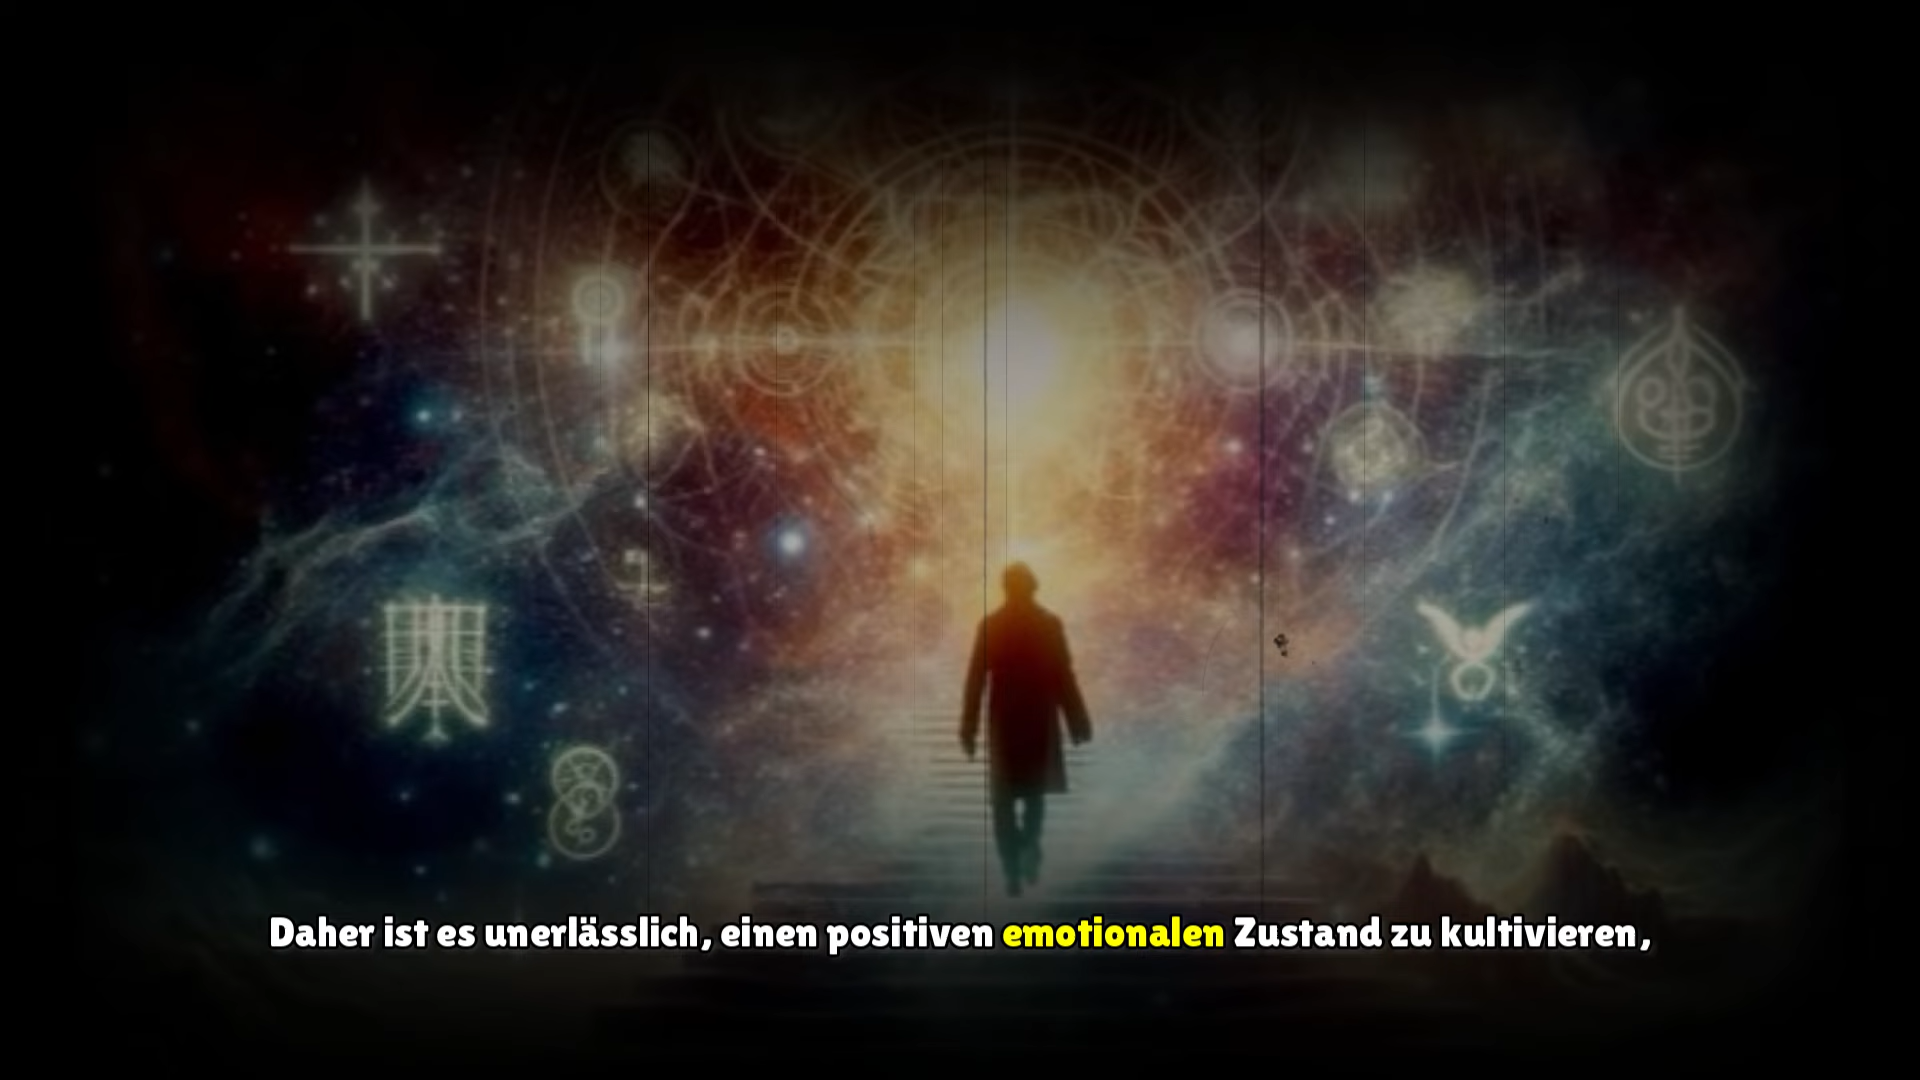 Daher ist es unerlässlich, einen positiven emotionalen Zustand zu kultivieren,